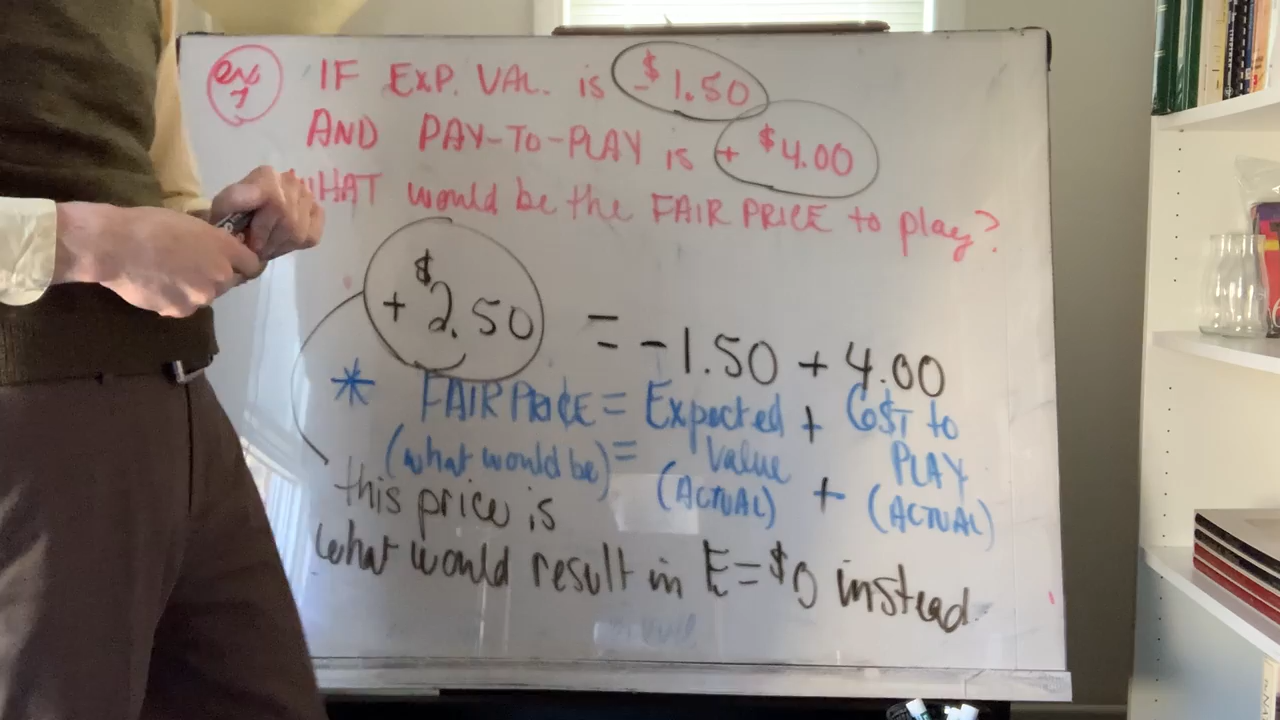 ex 1
IF EXP. VAL. is -$1.50
AND PAY-TO-PLAY is + $4.00
WHAT would be the FAIR PRICE to play?
+ $2.50 = -1.50 + 4.00
* FAIR PRICE = Expected Value + Cost to PLAY
(what would be) = (ACTUAL) + (ACTUAL)
this price is
what would result in E=$0 instead.